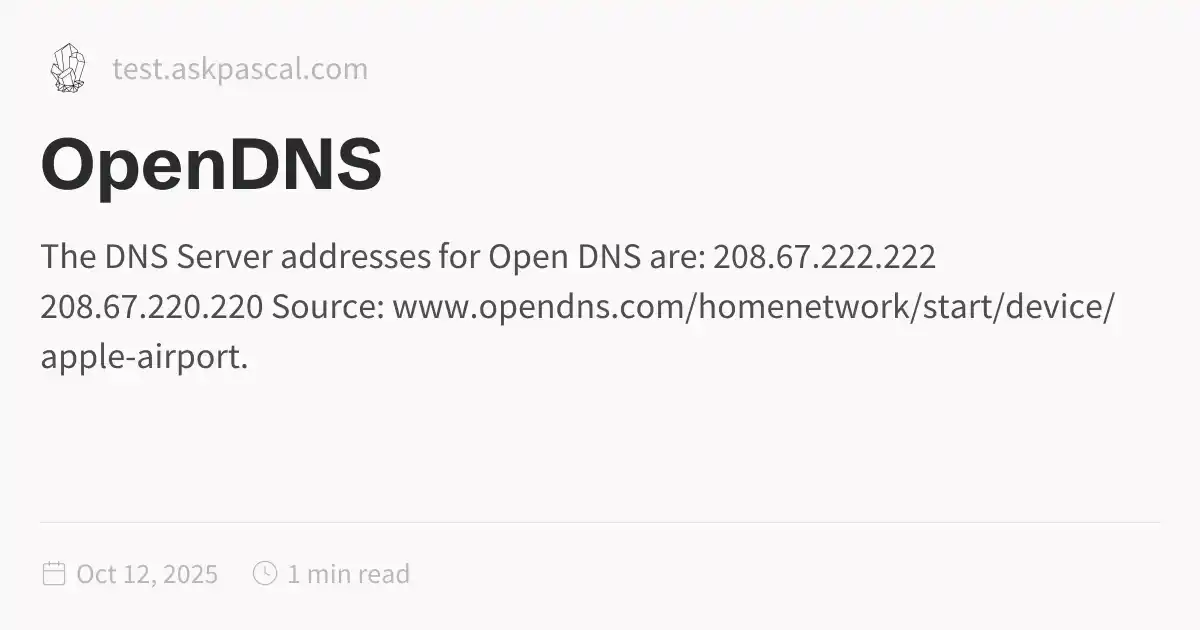 test.askpascal.com
OpenDNS
The DNS Server addresses for Open DNS are: 208.67.222.222
208.67.220.220 Source: www.opendns.com/homenetwork/start/device/
apple-airport.
Oct 12, 2025 1 min read